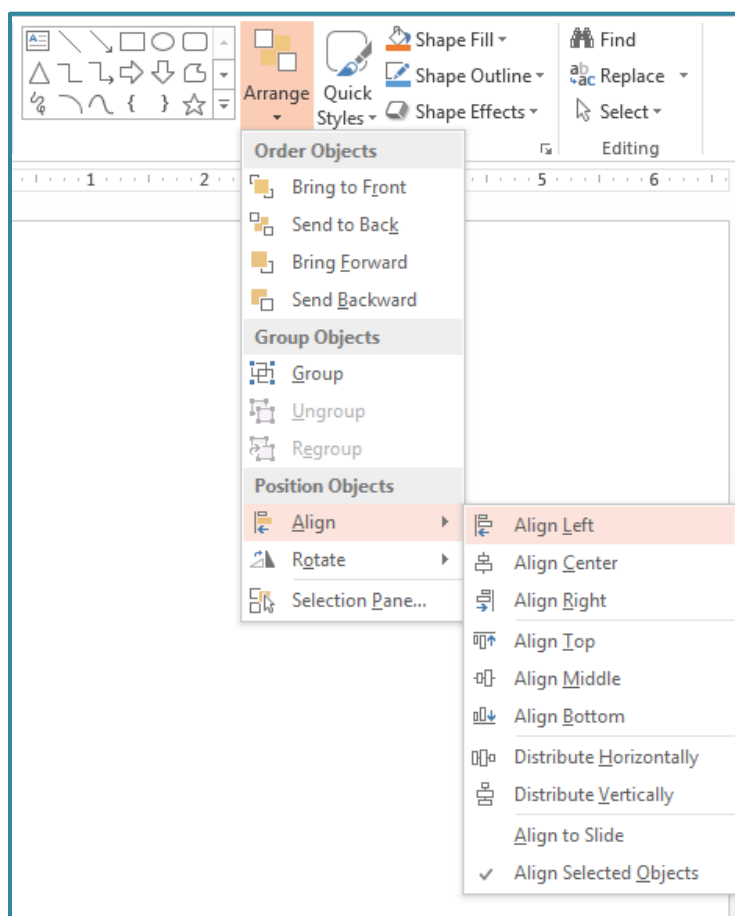 Shape Fill
Find
Shape Outline
Replace
Arrange
Quick
Styles
Shape Effects
Select
Editing
1 2 5 6
Order Objects
Bring to Front
Send to Back
Bring Forward
Send Backward
Group Objects
Group
Ungroup
Regroup
Position Objects
Align
Rotate
Selection Pane...
Align Left
Align Center
Align Right
Align Top
Align Middle
Align Bottom
Distribute Horizontally
Distribute Vertically
Align to Slide
Align Selected Objects